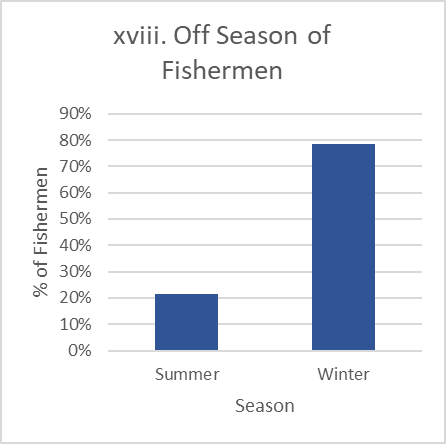 xviii. Off Season of
Fishermen
% of Fishermen
90%
80%
70%
60%
50%
40%
30%
20%
10%
0%
Summer
Winter
Season